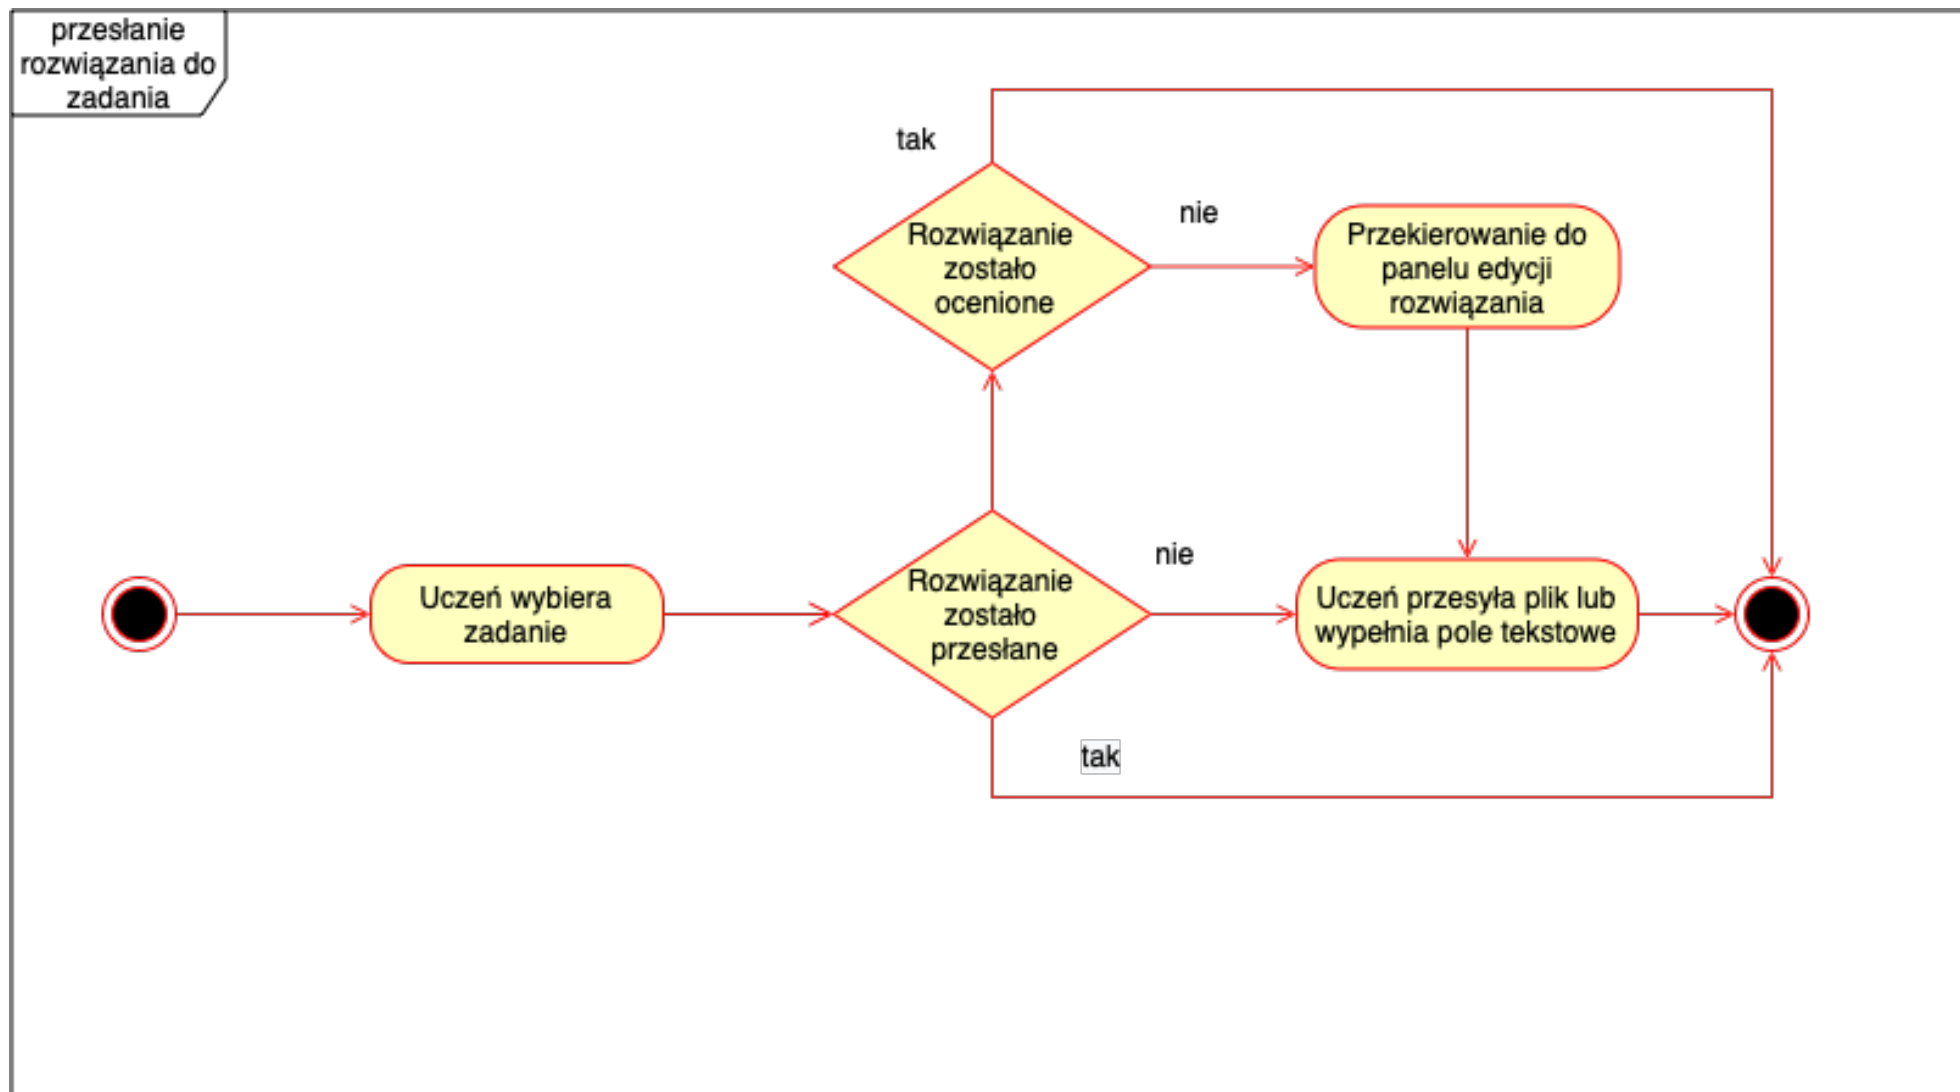 przesłanie
rozwiązania do
zadania
tak
nie
Rozwiązanie
zostało
ocenione
Przekierowanie do
panelu edycji
rozwiązania
nie
Uczeń wybiera
zadanie
Rozwiązanie
zostało
przesłane
Uczeń przesyła plik lub
wypełnia pole tekstowe
tak